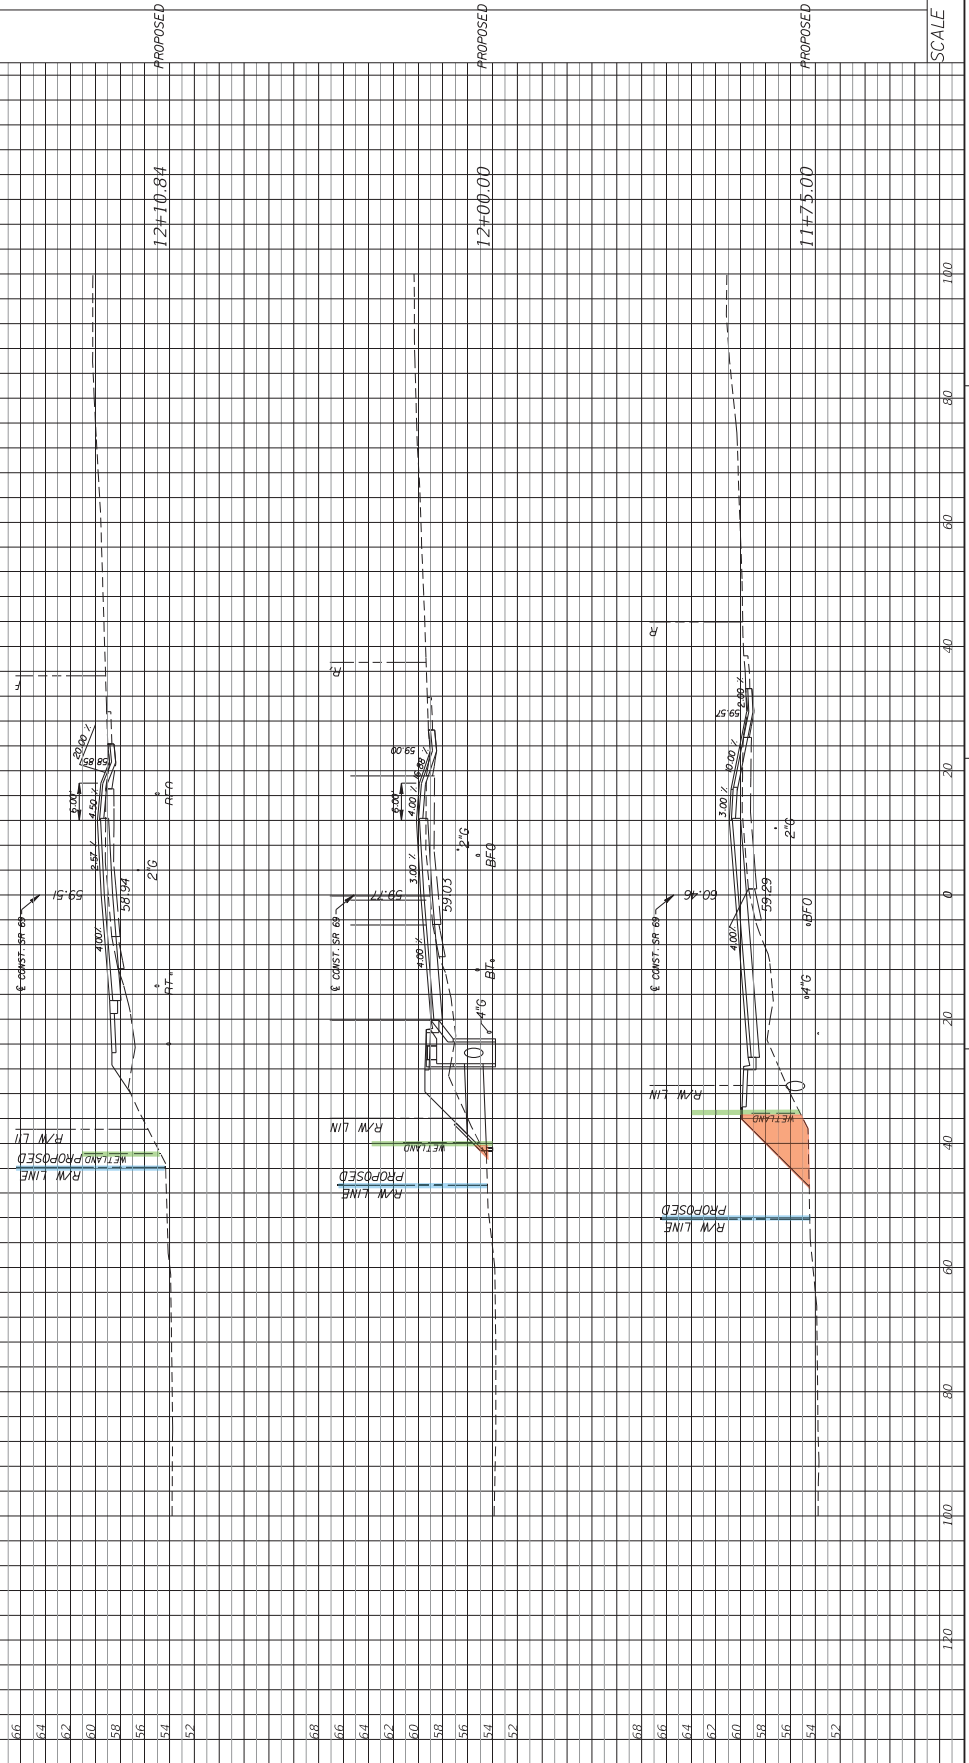 PROPOSED
12+10.84
℄ CONST. SR 69
59.51
58.94
4.00%
2.57 %
4.50 %
6.00'
20.00 %
58.85
2"G
R/W LI
WETLAND
PROPOSED
R/W LINE
66
64
62
60
58
56
54
52
PROPOSED
12+00.00
℄ CONST. SR 69
59.77
59.03
4.00 %
3.00 %
4.00 %
6.00'
59.00
2"G
BFO
BT
4"G
R/W LIN
WETLAND
PROPOSED
R/W LINE
68
66
64
62
60
58
56
54
52
PROPOSED
11+75.00
℄ CONST. SR 69
60.46
59.29
4.00%
3.00 %
2.00 %
59.57
R
2"G
BFO
4"G
R/W LIN
WETLAND
PROPOSED
R/W LINE
68
66
64
62
60
58
56
54
52
SCALE
100
80
60
40
20
0
20
40
60
80
100
120